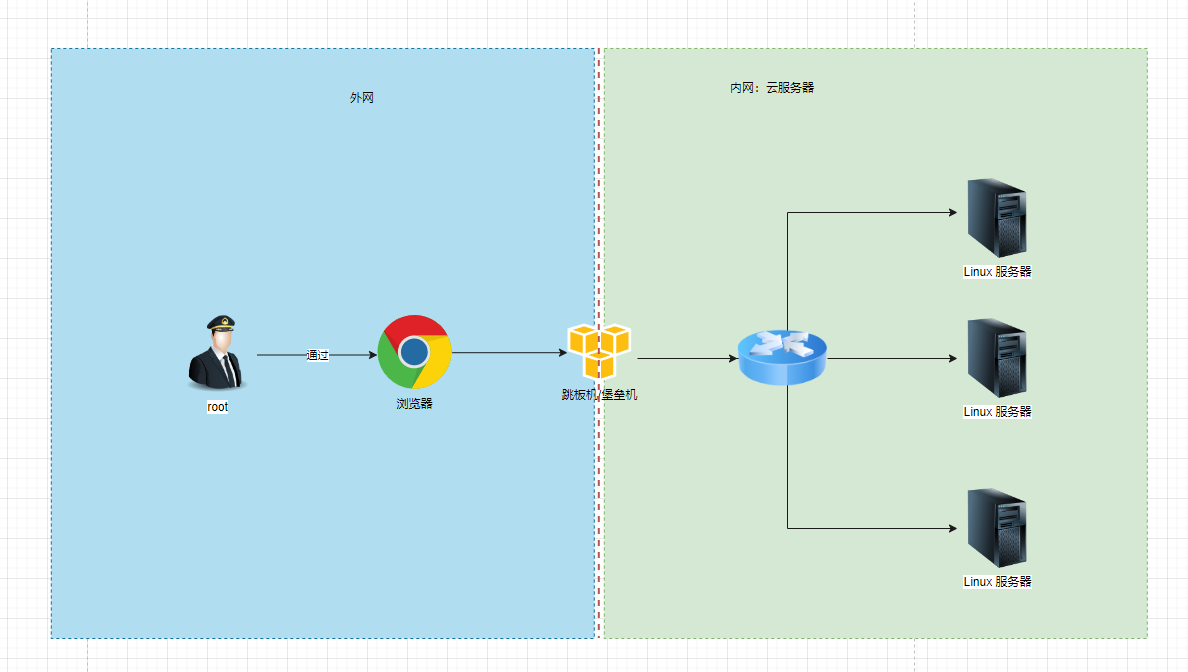 外网
内网：云服务器
Linux 服务器
通过
root
浏览器
跳板机/堡垒机
Linux 服务器
Linux 服务器